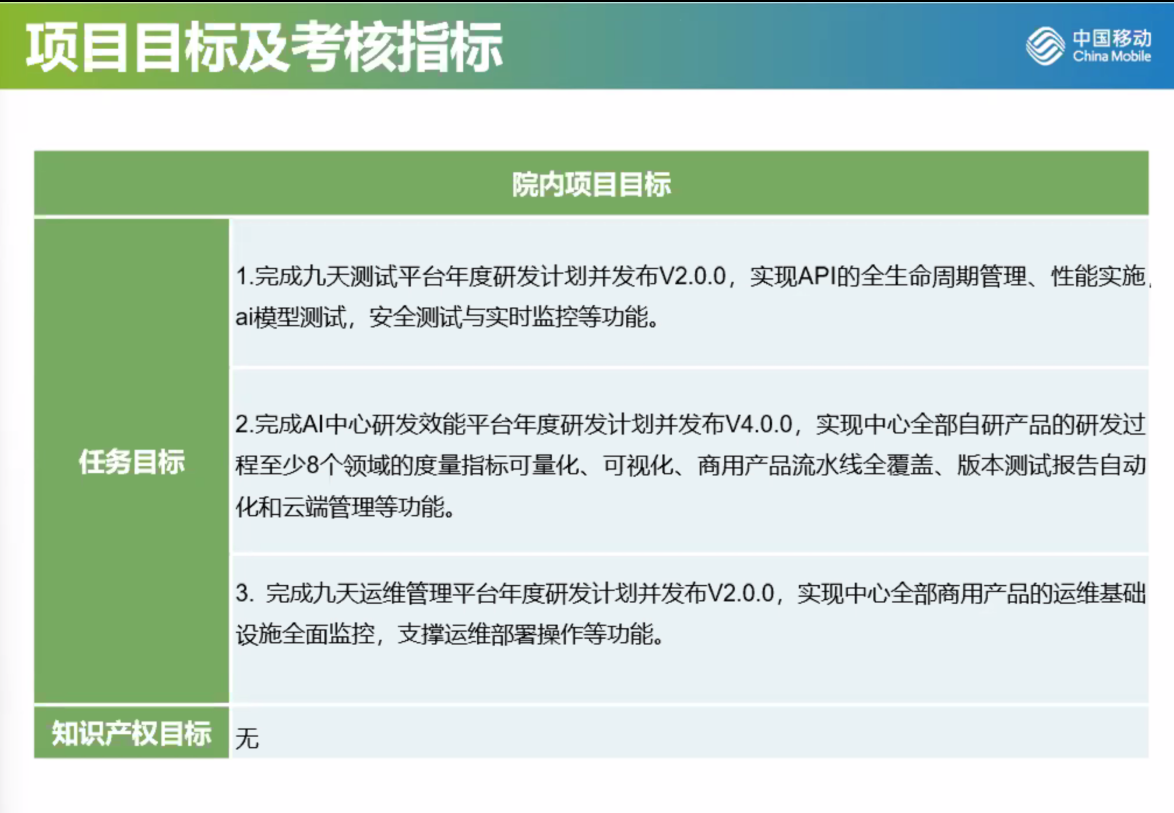 项目目标及考核指标
中国移动
China Mobile
院内项目目标
任务目标
1.完成九天测试平台年度研发计划并发布V2.0.0，实现API的全生命周期管理、性能实施，
ai模型测试，安全测试与实时监控等功能。
2.完成AI中心研发效能平台年度研发计划并发布V4.0.0，实现中心全部自研产品的研发过
程至少8个领域的度量指标可量化、可视化、商用产品流水线全覆盖、版本测试报告自动
化和云端管理等功能。
3. 完成九天运维管理平台年度研发计划并发布V2.0.0，实现中心全部商用产品的运维基础
设施全面监控，支撑运维部署操作等功能。
知识产权目标
无